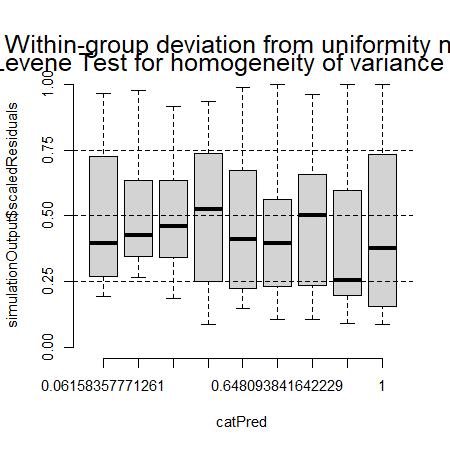 Within-group deviation from uniformity n
Levene Test for homogeneity of variance
simulationOutput$scaledResiduals
1.00
0.75
0.50
0.25
0.00
0.06158357771261
0.648093841642229
1
catPred